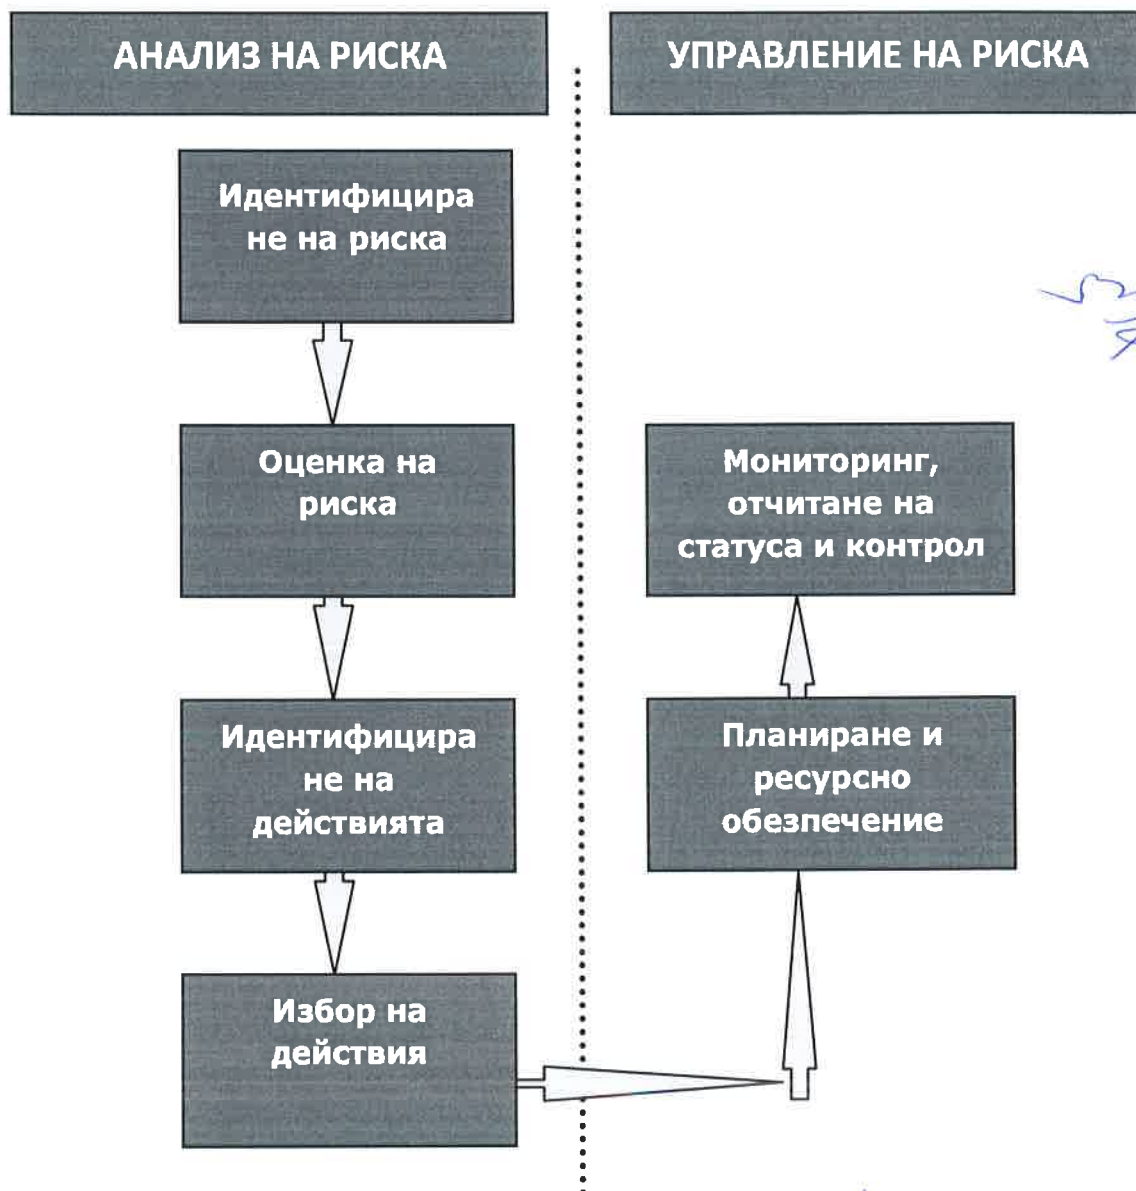 АНАЛИЗ НА РИСКА
УПРАВЛЕНИЕ НА РИСКА
Идентифицира
не на риска
Оценка на
риска
Идентифицира
не на
действията
Избор на
действия
Мониторинг,
отчитане на
статуса и контрол
Планиране и
ресурсно
обезпечение